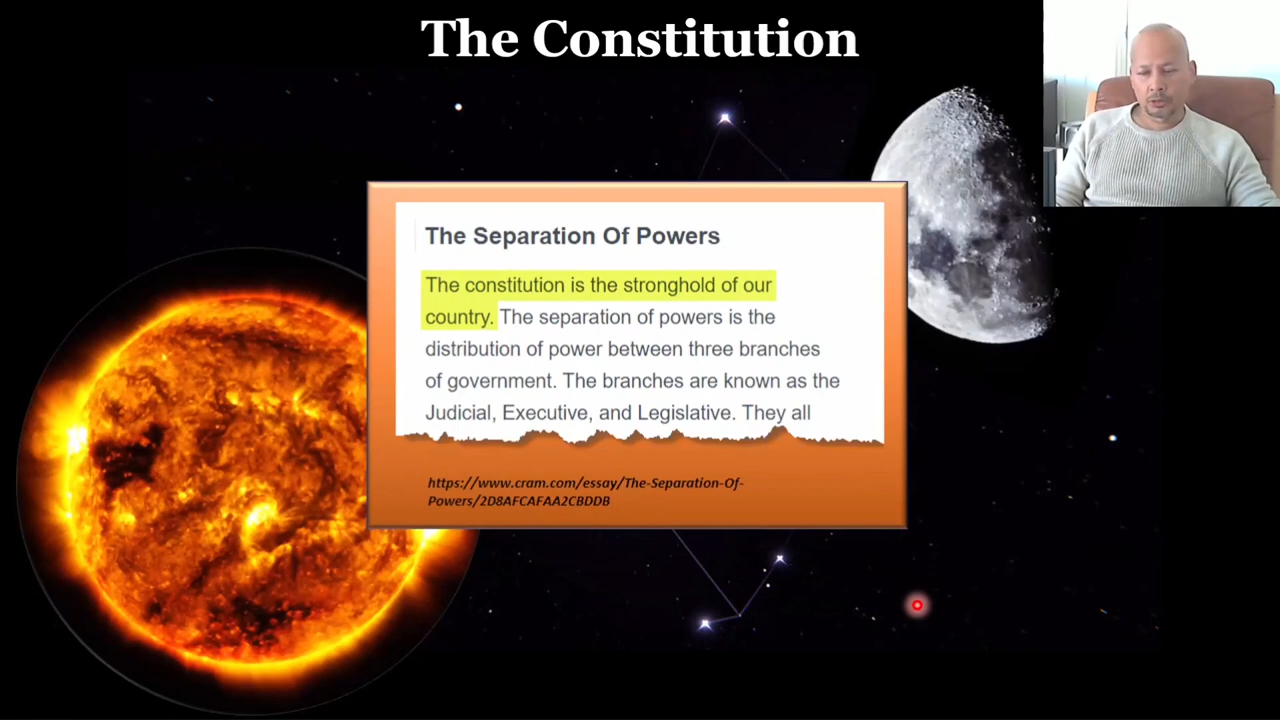 The Constitution
The Separation Of Powers
The constitution is the stronghold of our
country. The separation of powers is the
distribution of power between three branches
of government. The branches are known as the
Judicial, Executive, and Legislative. They all
https://www.cram.com/essay/The-Separation-Of-
Powers/2D8AFCAFAA2CBDDB